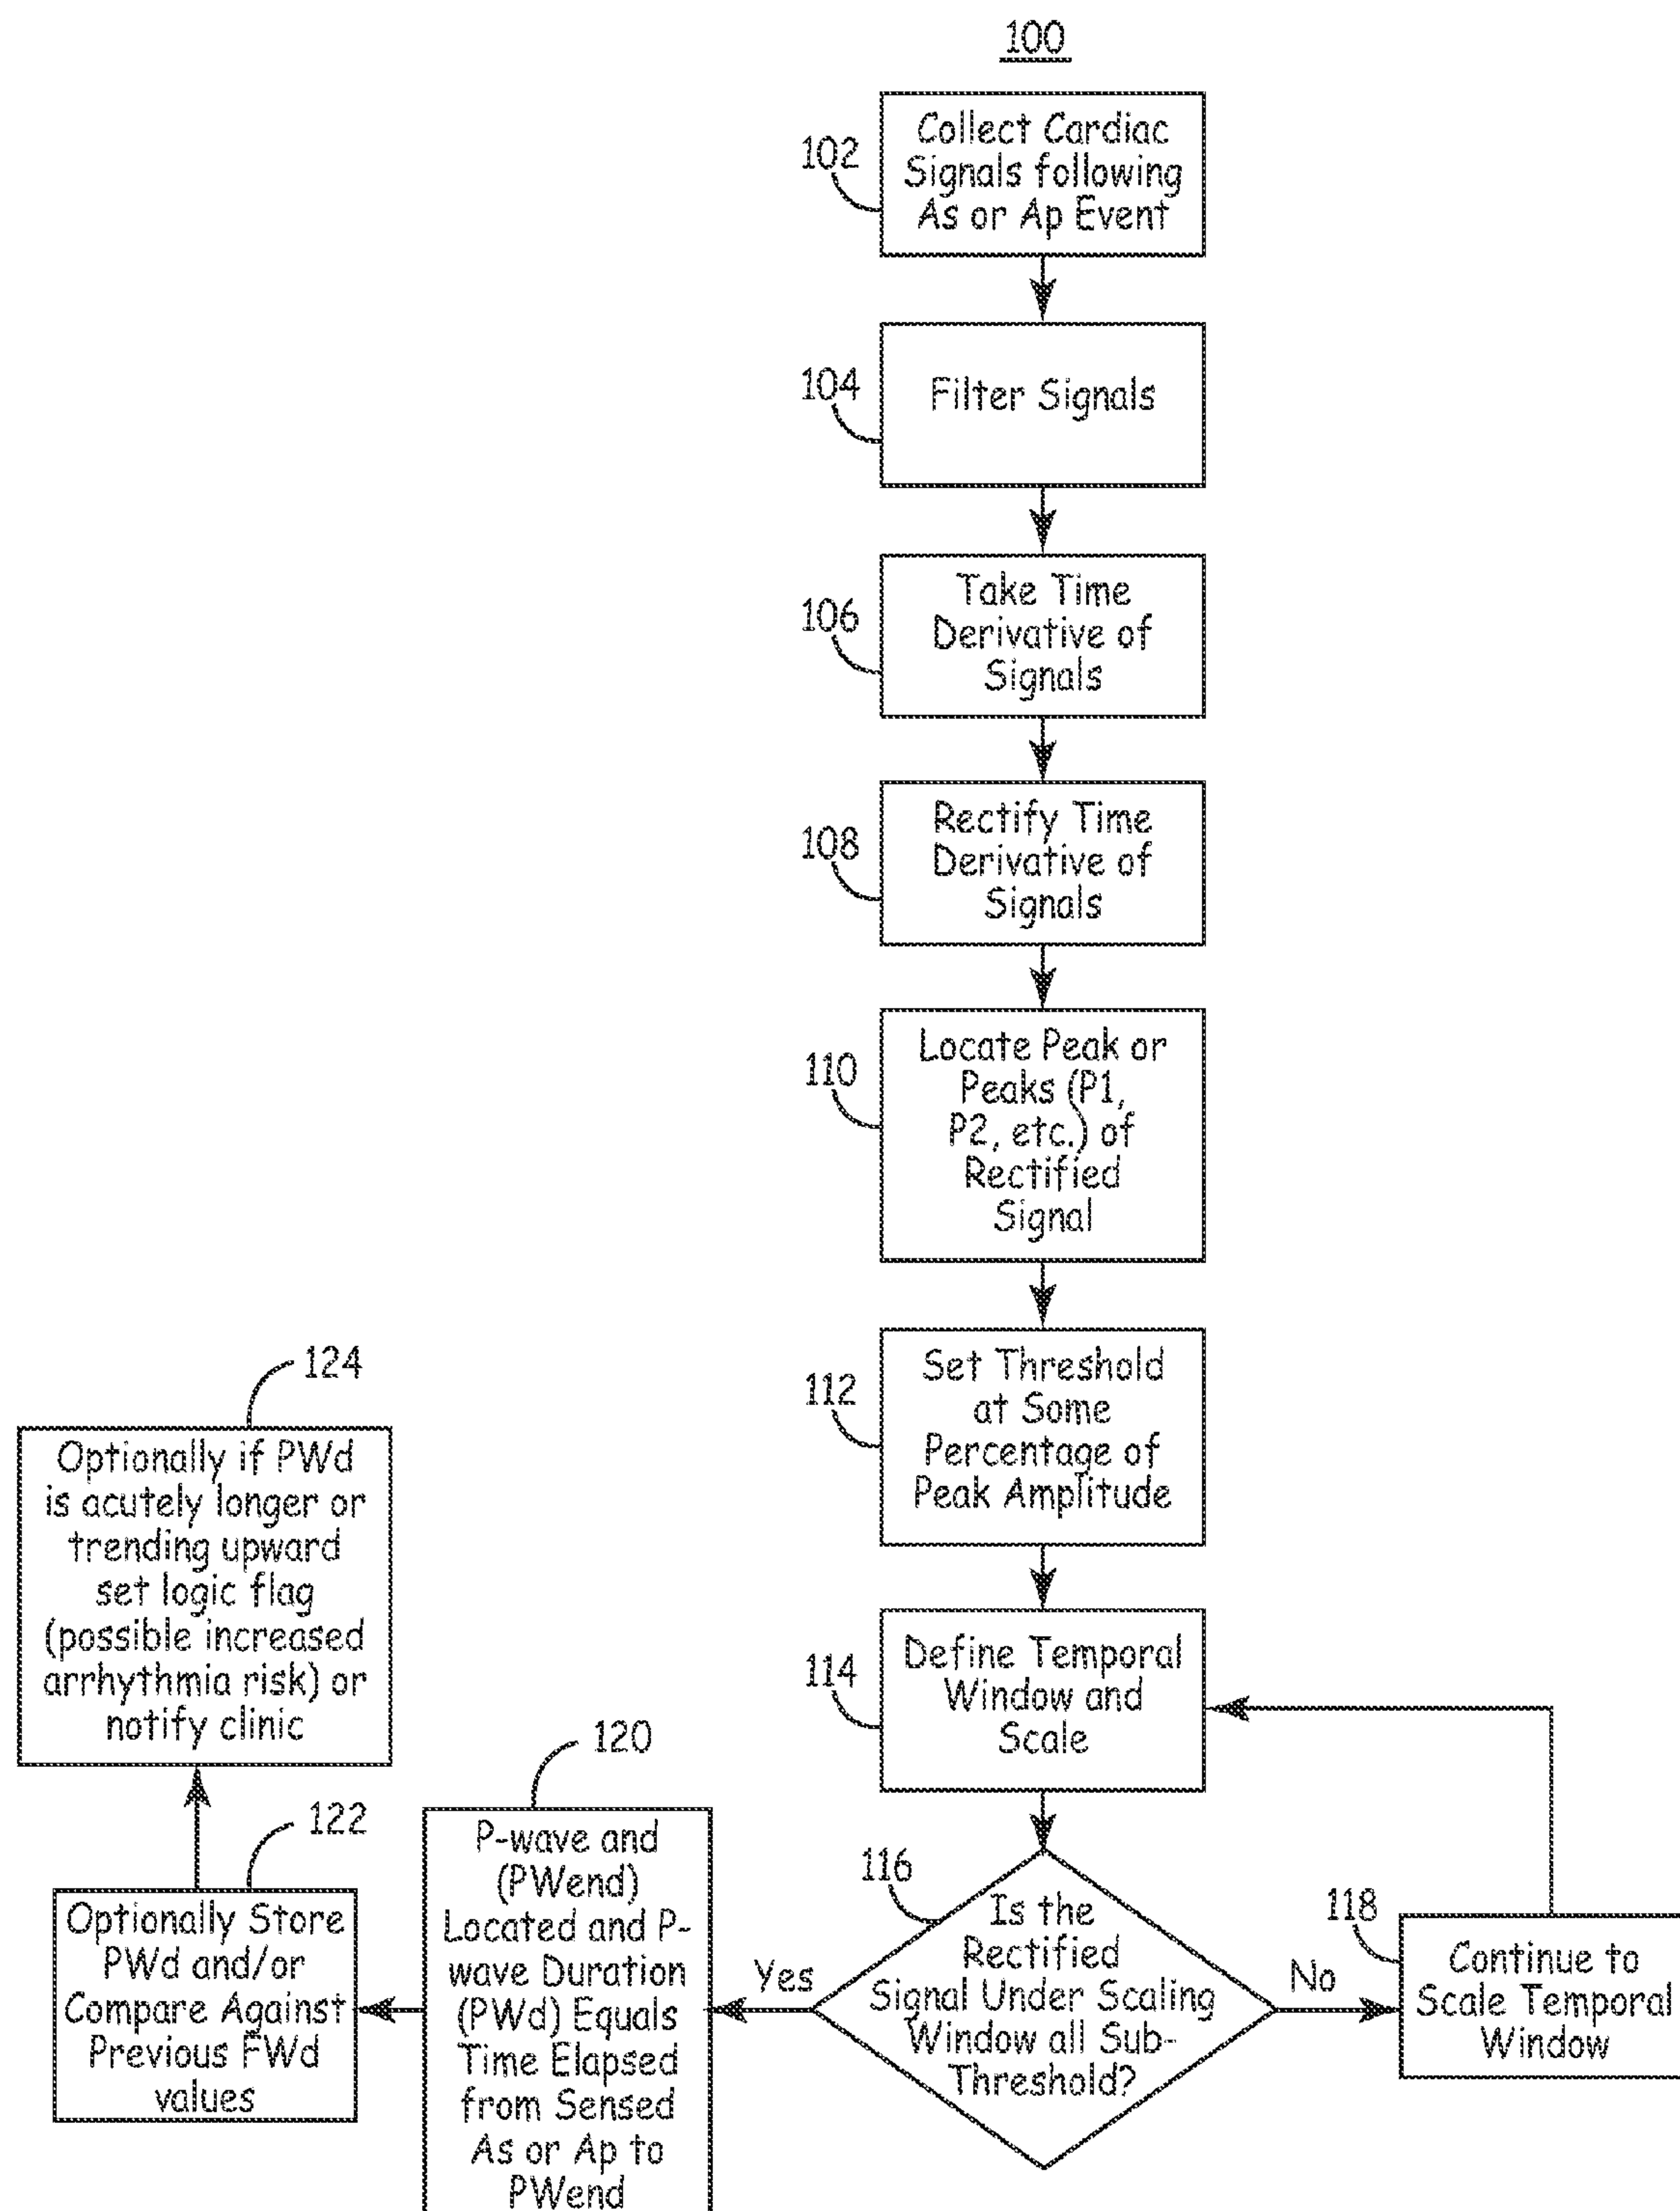 100
102
Collect Cardiac
Signals following
As or Ap Event
104
Filter Signals
106
Take Time
Derivative of
Signals
108
Rectify Time
Derivative of
Signals
110
Locate Peak or
Peaks (P1,
P2, etc.) of
Rectified
Signal
112
Set Threshold
at Some
Percentage of
Peak Amplitude
114
Define Temporal
Window and
Scale
116
Is the
Rectified
Signal Under Scaling
Window all Sub-
Threshold?
No
118
Continue to
Scale Temporal
Window
Yes
120
P-wave and
(PWend)
Located and P-
wave Duration
(PWd) Equals
Time Elapsed
from Sensed
As or Ap to
PWend
122
Optionally Store
PWd and/or
Compare Against
Previous FWd
values
124
Optionally if PWd
is acutely longer or
trending upward
set logic flag
(possible increased
arrhythmia risk) or
notify clinic